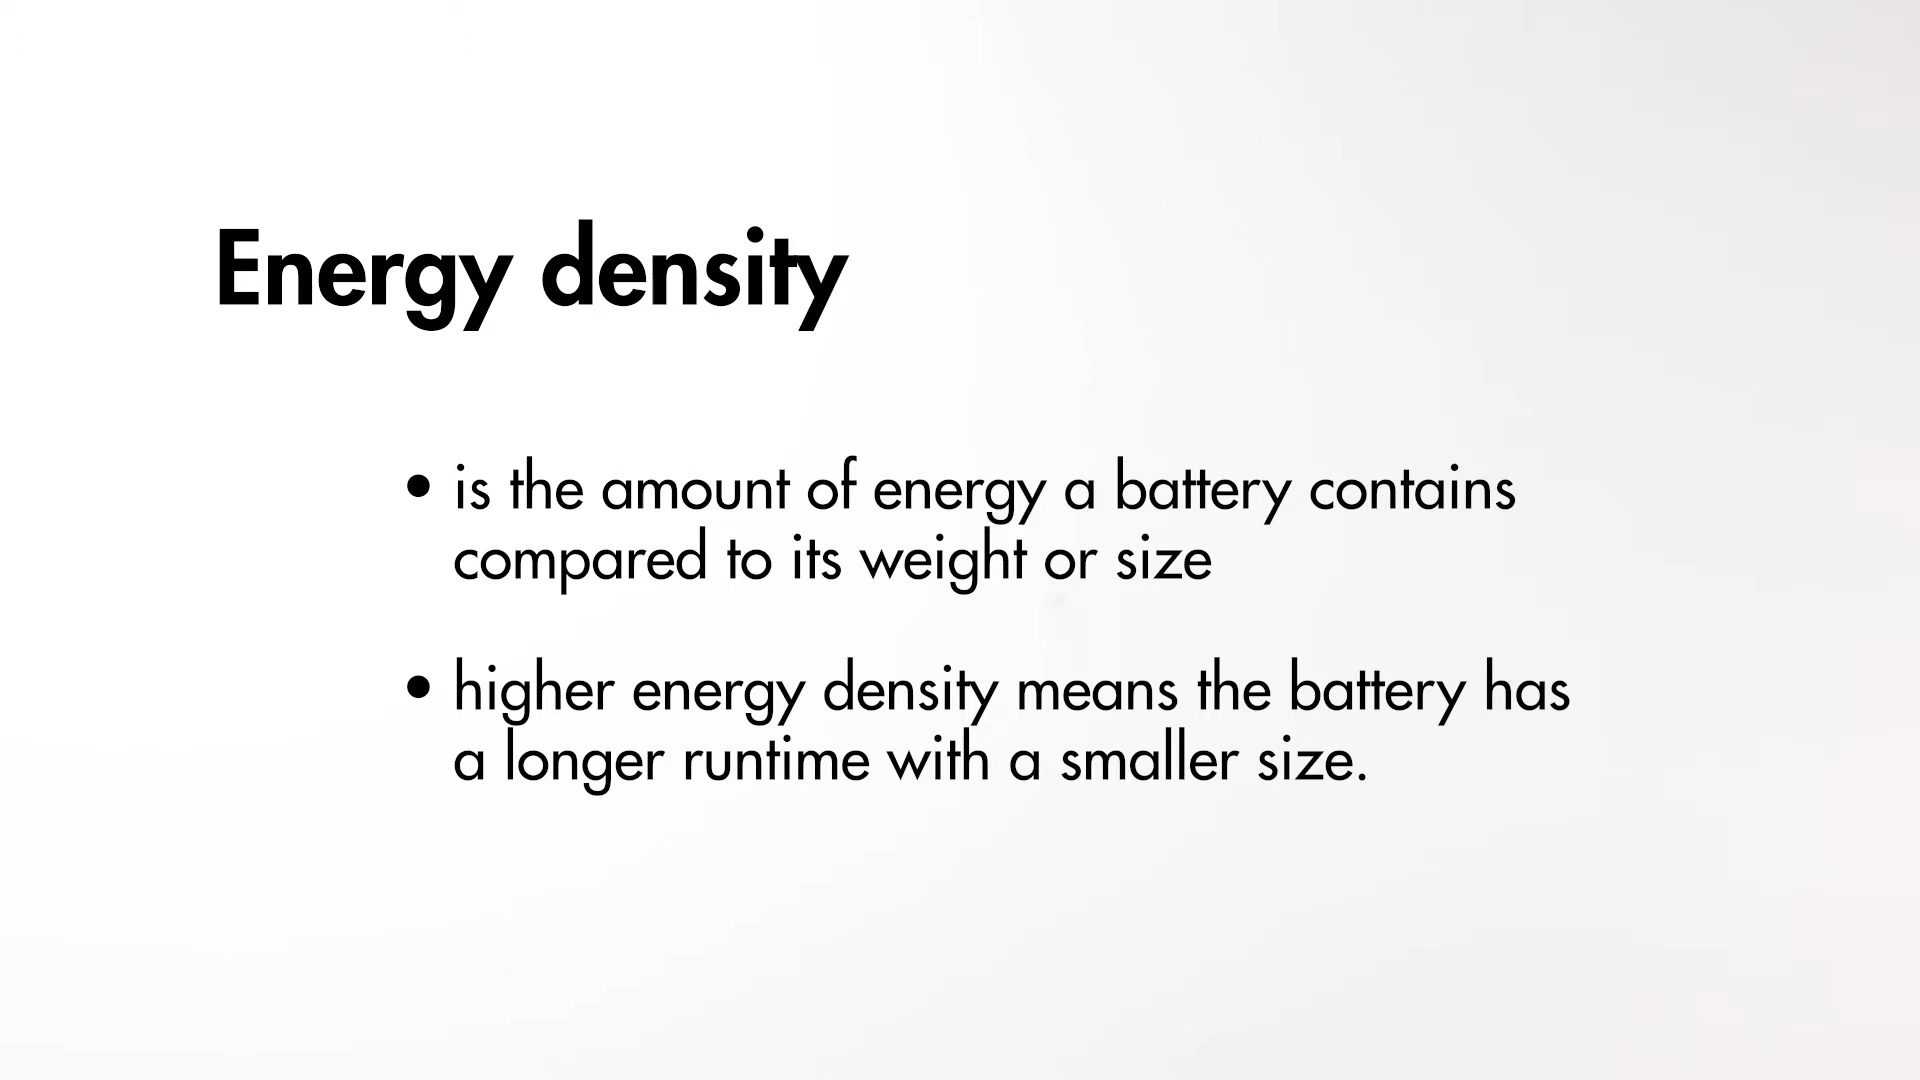 Energy density
• is the amount of energy a battery contains
compared to its weight or size
• higher energy density means the battery has
a longer runtime with a smaller size.